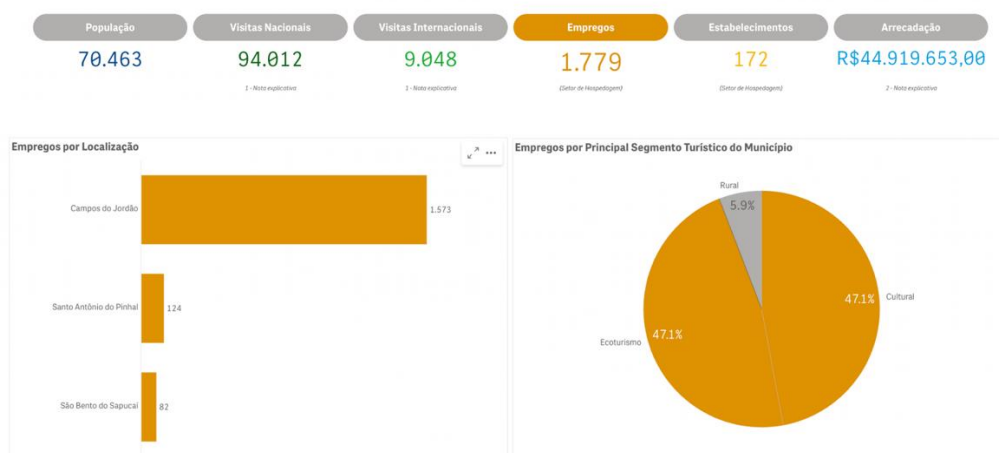 População
Visitas Nacionais
Visitas Internacionais
Empregos
Estabelecimentos
Arrecadação
70.463
94.012
9.048
1.779
172
R$44.919.653,00
1 - Nota explicativa
1 - Nota explicativa
(Setor de Hospedagem)
(Setor de Hospedagem)
2 - Nota explicativa
Empregos por Localização
Campos do Jordão
1.573
Santo Antônio do Pinhal
124
São Bento do Sapucaí
82
Empregos por Principal Segmento Turístico do Município
Rural
5.9%
47.1%
Cultural
47.1%
Ecoturismo